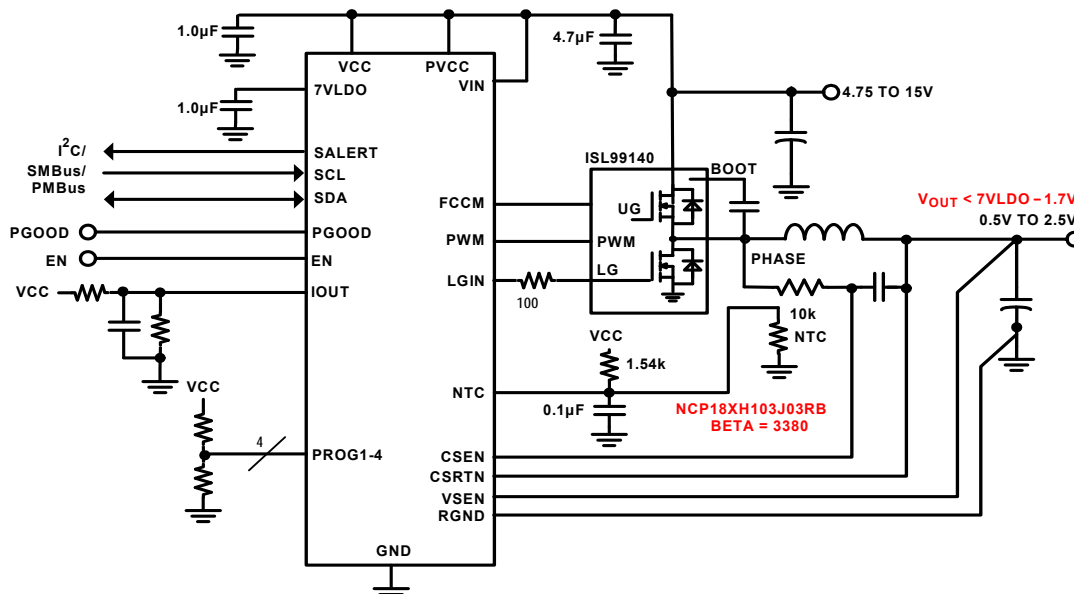 1.0µF
4.7µF
VCC
PVCC
VIN
7VLDO
1.0µF
4.75 TO 15V
I²C/
SMBus/
PMBus
SALERT
SCL
SDA
ISL99140
BOOT
UG
FCCM
PWM
PWM
LG
LGIN
100
PHASE
VOUT < 7VLDO – 1.7V
0.5V TO 2.5V
PGOOD
PGOOD
EN
EN
VCC
IOUT
10k
NTC
VCC
1.54k
NTC
0.1µF
NCP18XH103J03RB
BETA = 3380
VCC
4
PROG1-4
CSEN
CSRTN
VSEN
RGND
GND